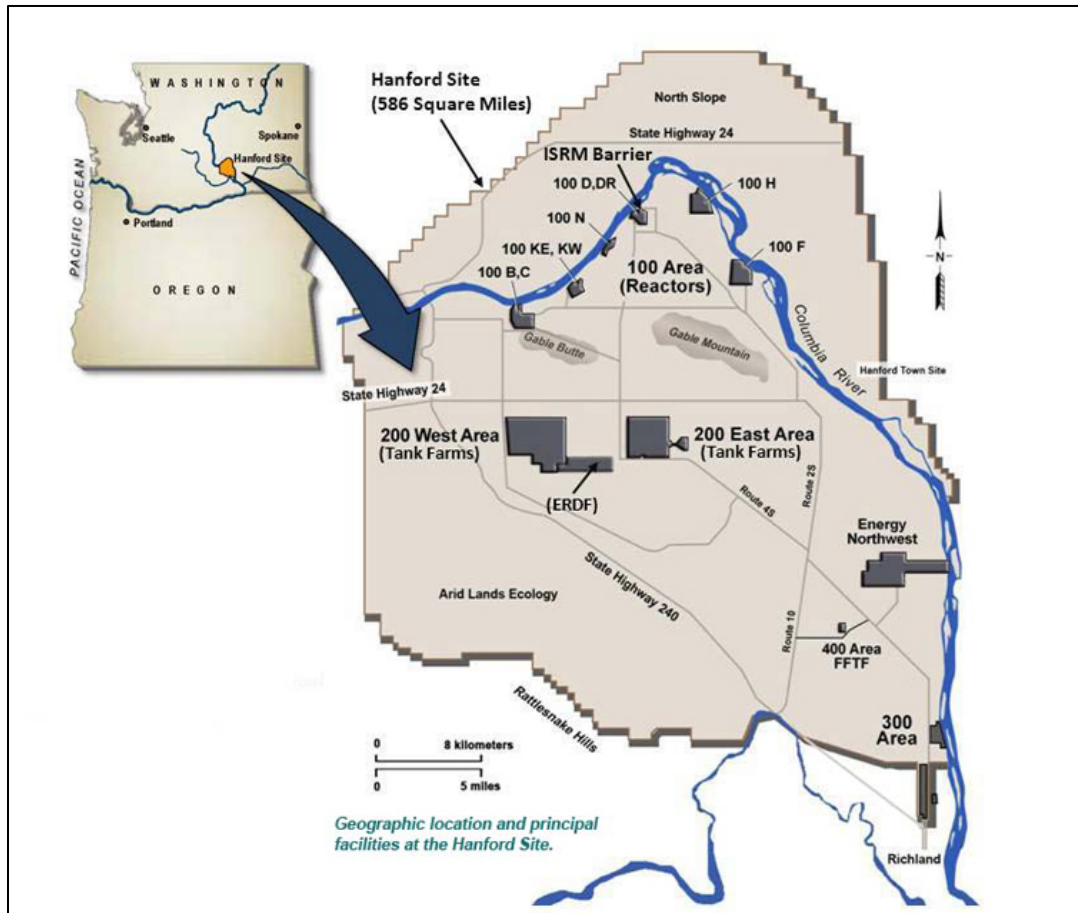 WASHINGTON
Seattle
Spokane
Hanford Site
PACIFIC OCEAN
Portland
OREGON
Hanford Site
(586 Square Miles)
North Slope
State Highway 24
ISRM Barrier
100 D,DR
100 H
100 N
100 KE, KW
100 F
100 B,C
100 Area
(Reactors)
N
Gable Butte
Gable Mountain
Columbia
River
Hanford Town Site
State Highway 24
200 West Area
(Tank Farms)
200 East Area
(Tank Farms)
(ERDF)
Route 2S
Route 4S
Energy
Northwest
State Highway 240
Arid Lands Ecology
Route 10
400 Area
FFTF
Rattlesnake Hills
300
Area
0 8 kilometers
0 5 miles
Geographic location and principal
facilities at the Hanford Site.
Richland